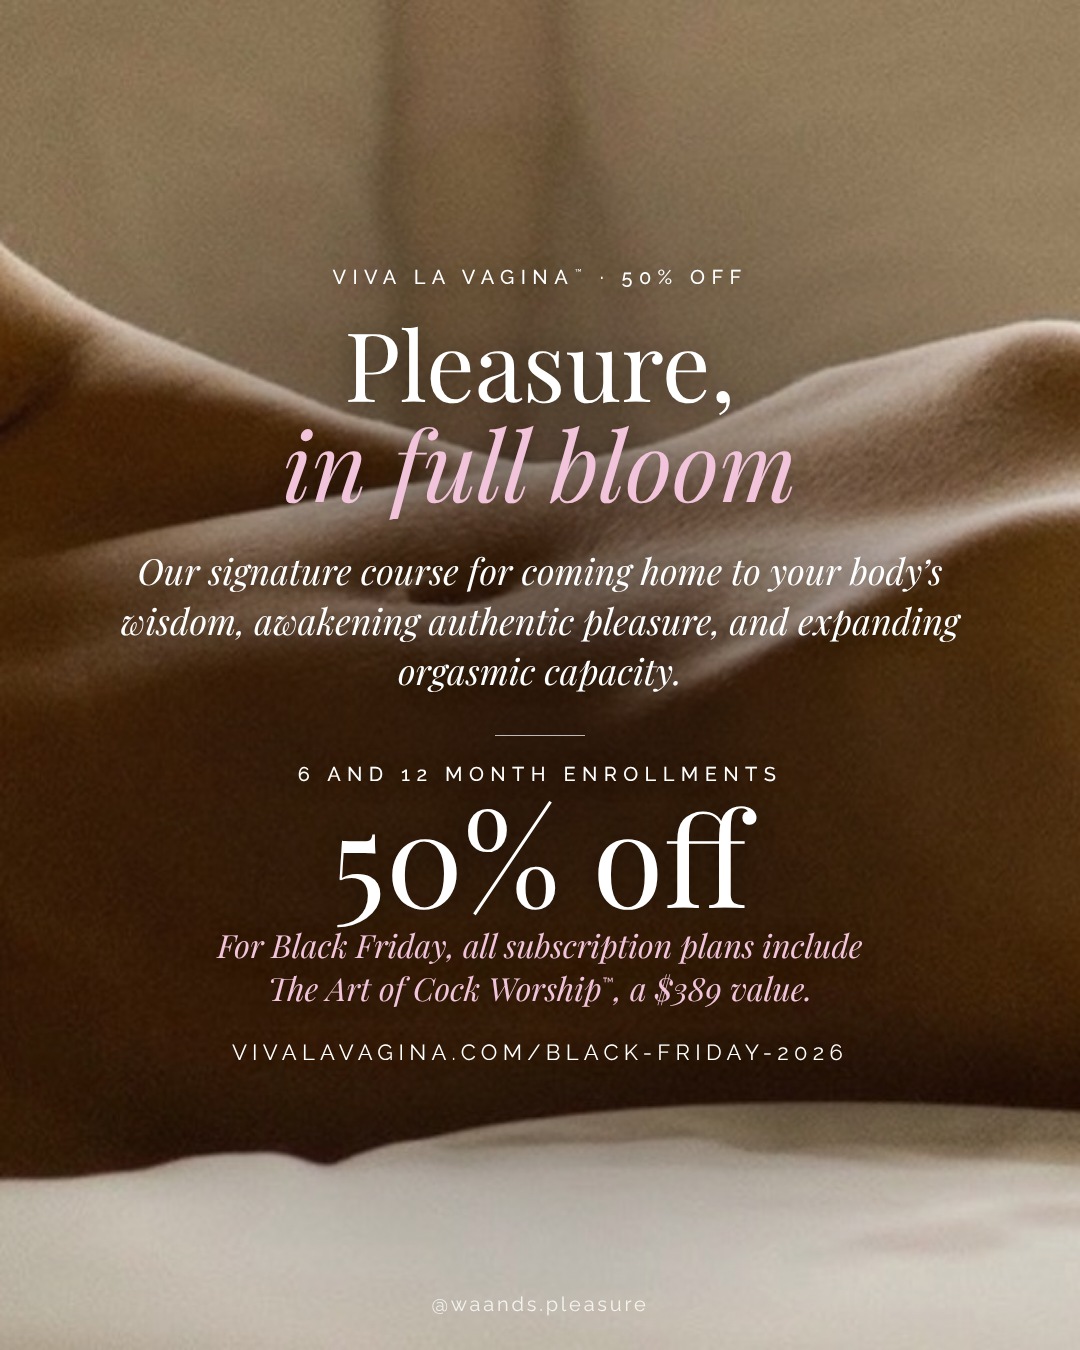 VIVA LA VAGINA™ · 50% OFF
Pleasure,
in full bloom
Our signature course for coming home to your body’s
wisdom, awakening authentic pleasure, and expanding
orgasmic capacity.
6 AND 12 MONTH ENROLLMENTS
50% off
For Black Friday, all subscription plans include
The Art of Cock Worship™, a $389 value.
VIVALAVAGINA.COM/BLACK-FRIDAY-2026
@waands.pleasure